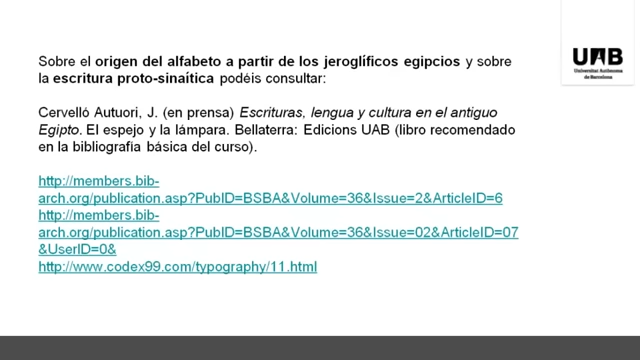 UAB
Universitat Autònoma
de Barcelona
Sobre el origen del alfabeto a partir de los jeroglíficos egipcios y sobre
la escritura proto-sinaítica podéis consultar:
Cervelló Autuori, J. (en prensa) Escrituras, lengua y cultura en el antiguo
Egipto. El espejo y la lámpara. Bellaterra: Edicions UAB (libro recomendado
en la bibliografía básica del curso).
http://members.bib-
arch.org/publication.asp?PubID=BSBA&Volume=36&Issue=2&ArticleID=6
http://members.bib-
arch.org/publication.asp?PubID=BSBA&Volume=36&Issue=02&ArticleID=07
&UserID=0&
http://www.codex99.com/typography/11.html